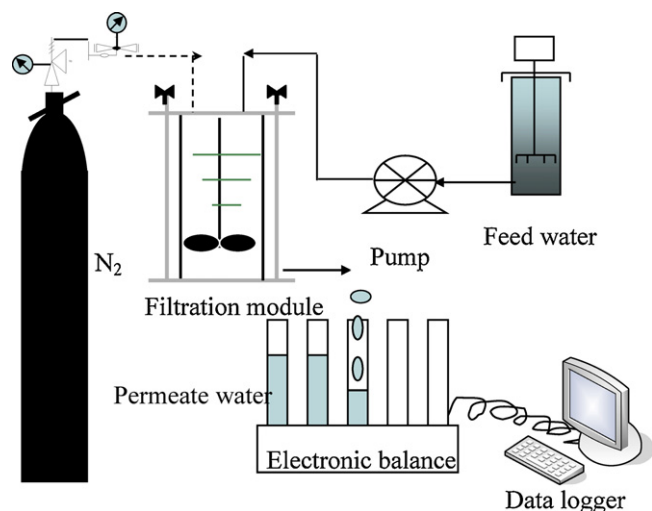 N₂
Filtration module
Pump
Feed water
Permeate water
Electronic balance
Data logger